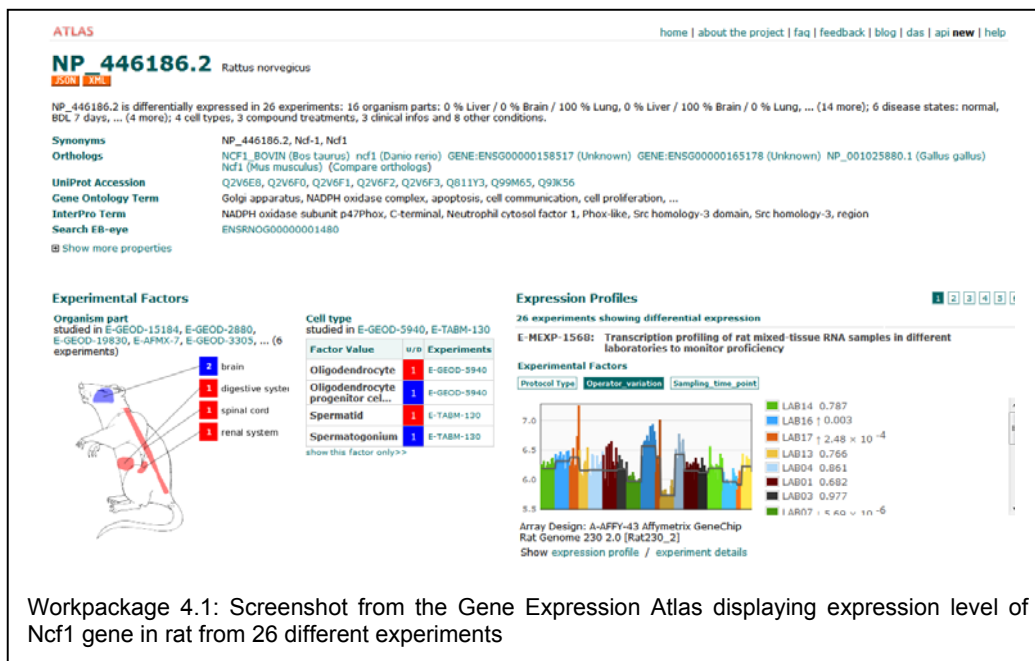 ATLAS
home | about the project | faq | feedback | blog | das | api new | help
NP_446186.2 Rattus norvegicus
JSON XML
NP_446186.2 is differentially expressed in 26 experiments: 16 organism parts: 0 % Liver / 0 % Brain / 100 % Lung, 0 % Liver / 100 % Brain / 0 % Lung, ... (14 more); 6 disease states: normal,
BDL 7 days, ... (4 more); 4 cell types, 3 compound treatments, 3 clinical infos and 8 other conditions.
Synonyms NP_446186.2, Ncf-1, Ncf1
Orthologs NCF1_BOVIN (Bos taurus) ncf1 (Danio rerio) GENE:ENSG00000158517 (Unknown) GENE:ENSG00000165178 (Unknown) NP_001025880.1 (Gallus gallus)
Ncf1 (Mus musculus) (Compare orthologs)
UniProt Accession Q2V6E8, Q2V6F0, Q2V6F1, Q2V6F2, Q2V6F3, Q811Y3, Q99M65, Q9JK56
Gene Ontology Term Golgi apparatus, NADPH oxidase complex, apoptosis, cell communication, cell proliferation, ...
InterPro Term NADPH oxidase subunit p47Phox, C-terminal, Neutrophil cytosol factor 1, Phox-like, Src homology-3 domain, Src homology-3, region
Search EB-eye ENSRNOG00000001480
Show more properties
Experimental Factors
Organism part
studied in E-GEOD-15184, E-GEOD-2880,
E-GEOD-19830, E-AFMX-7, E-GEOD-3305, ... (6
experiments)
2 brain
1 digestive system
1 spinal cord
1 renal system
Cell type
studied in E-GEOD-5940, E-TABM-130
Factor Value U/D Experiments
Oligodendrocyte 1 E-GEOD-5940
Oligodendrocyte
progenitor cel... 1 E-GEOD-5940
Spermatid 1 E-TABM-130
Spermatogonium 1 E-TABM-130
show this factor only>>
Expression Profiles
1 2 3 4 5
26 experiments showing differential expression
E-MEXP-1568: Transcription profiling of rat mixed-tissue RNA samples in different
laboratories to monitor proficiency
Experimental Factors
Protocol Type Operator_variation Sampling_time_point
7.0
6.5
6.0
5.5
LAB14 0.787
LAB16 ↑ 0.003
LAB17 ↑ 2.48 × 10 -4
LAB13 0.766
LAB04 0.861
LAB01 0.682
LAB03 0.977
LAB07 ↓ 5.69 × 10 -6
Array Design: A-AFFY-43 Affymetrix GeneChip
Rat Genome 230 2.0 [Rat230_2]
Show expression profile / experiment details
Workpackage 4.1: Screenshot from the Gene Expression Atlas displaying expression level of
Ncf1 gene in rat from 26 different experiments